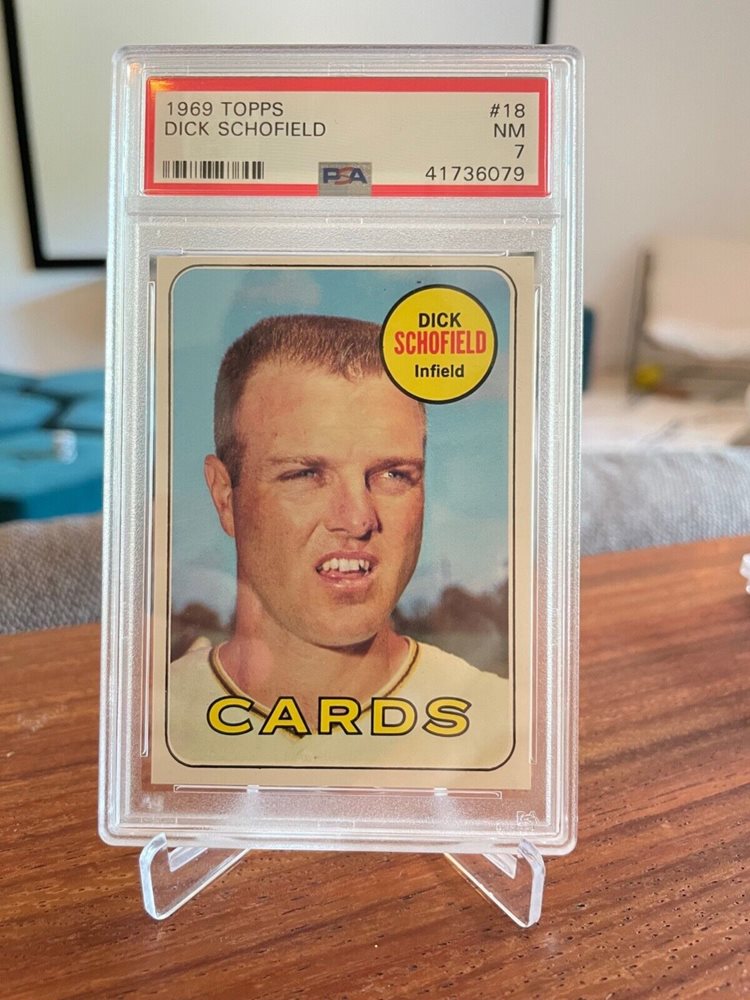 1969 TOPPS #18
DICK SCHOFIELD NM
7
PSA 41736079
DICK
SCHOFIELD
Infield
CARDS